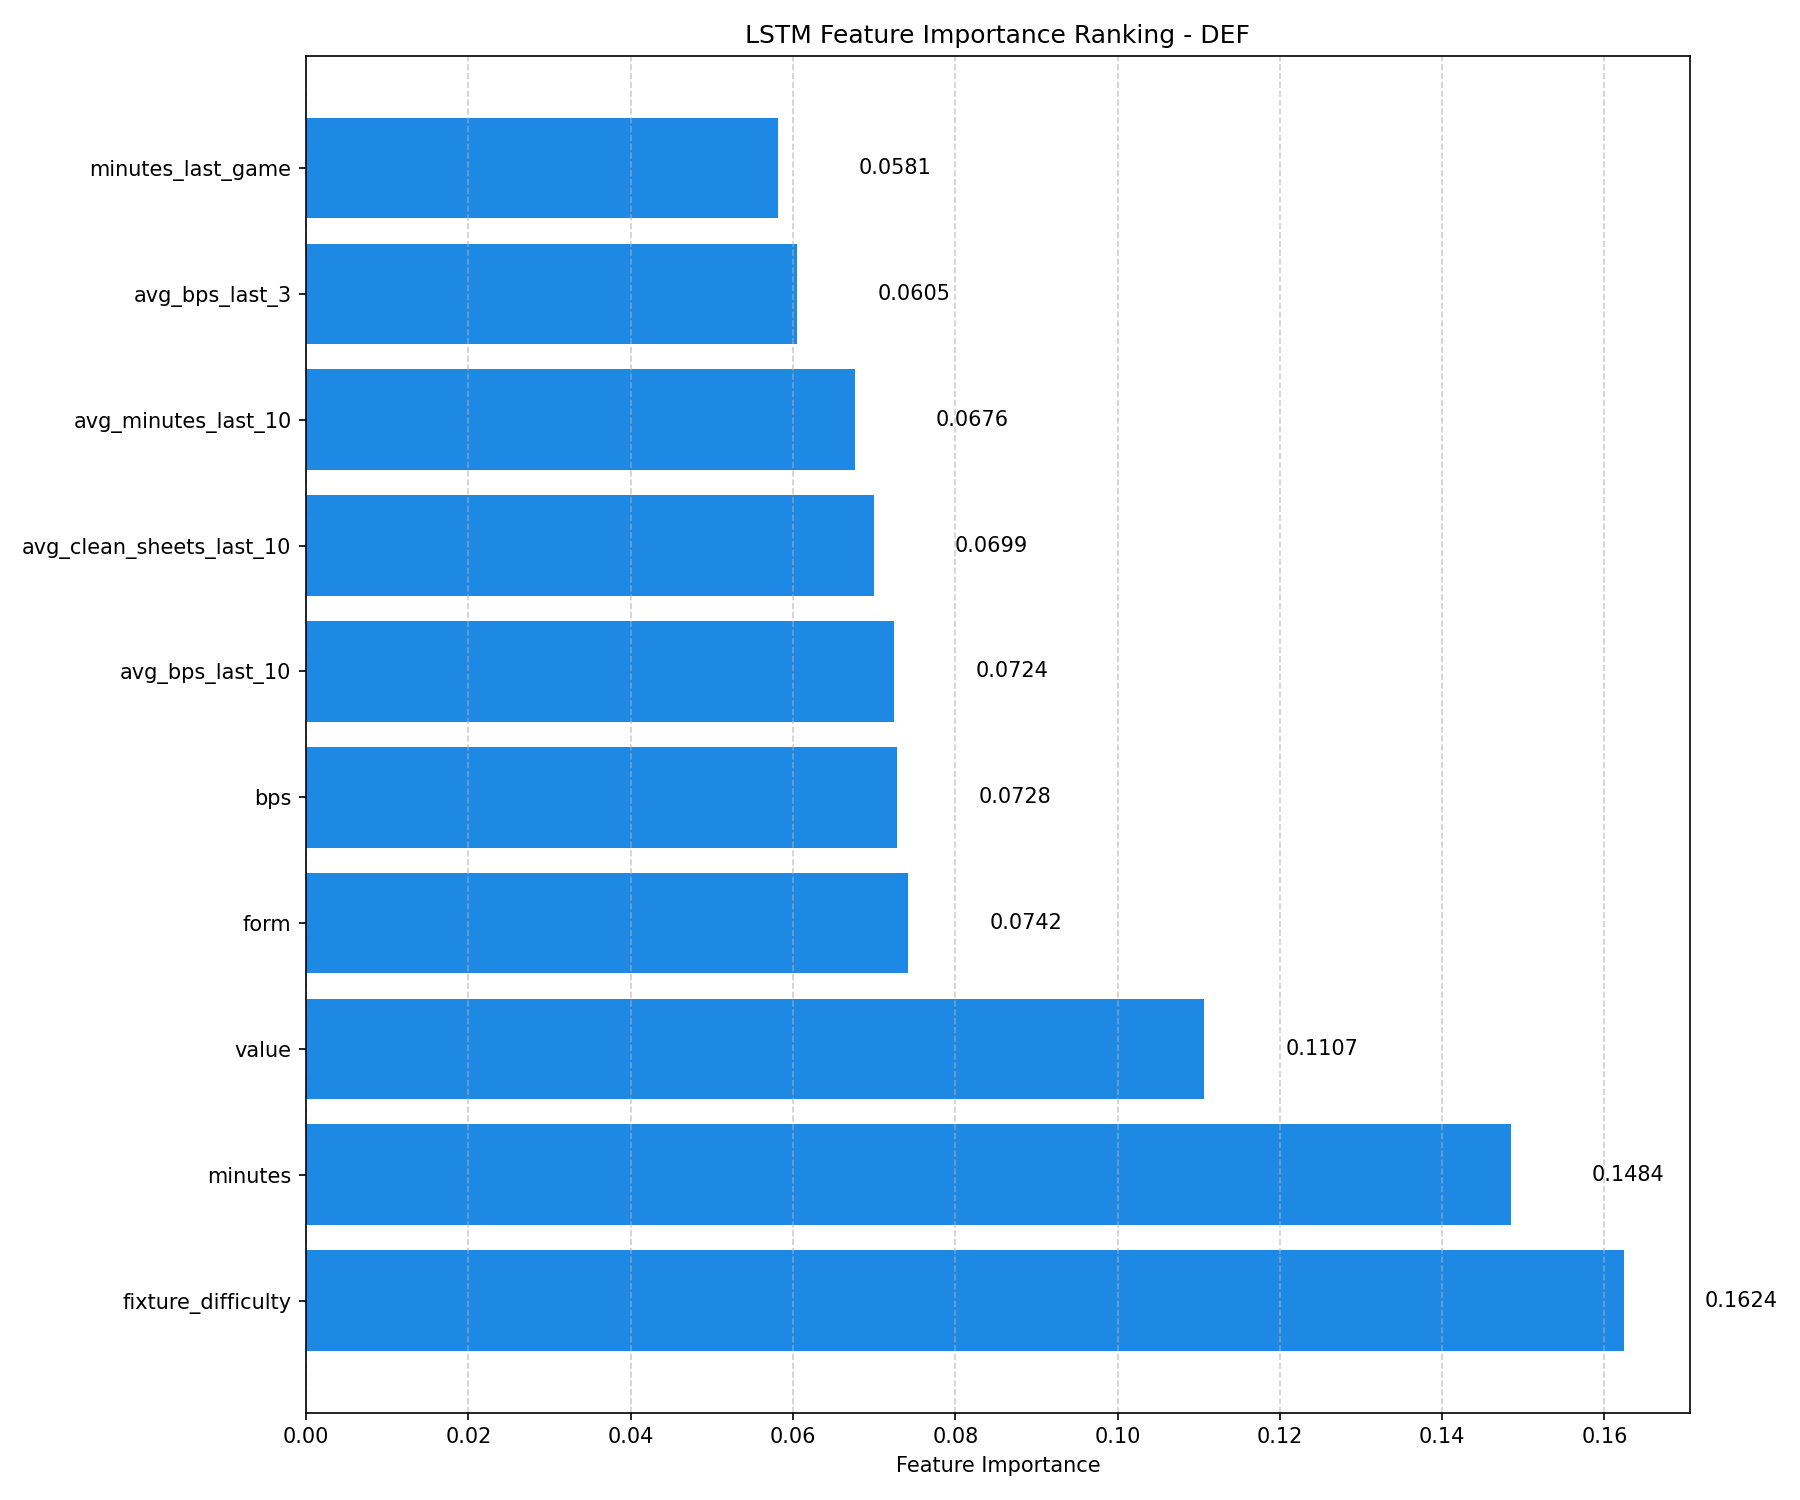 LSTM Feature Importance Ranking - DEF
minutes_last_game 0.0581
avg_bps_last_3 0.0605
avg_minutes_last_10 0.0676
avg_clean_sheets_last_10 0.0699
avg_bps_last_10 0.0724
bps 0.0728
form 0.0742
value 0.1107
minutes 0.1484
fixture_difficulty 0.1624
0.00 0.02 0.04 0.06 0.08 0.10 0.12 0.14 0.16
Feature Importance